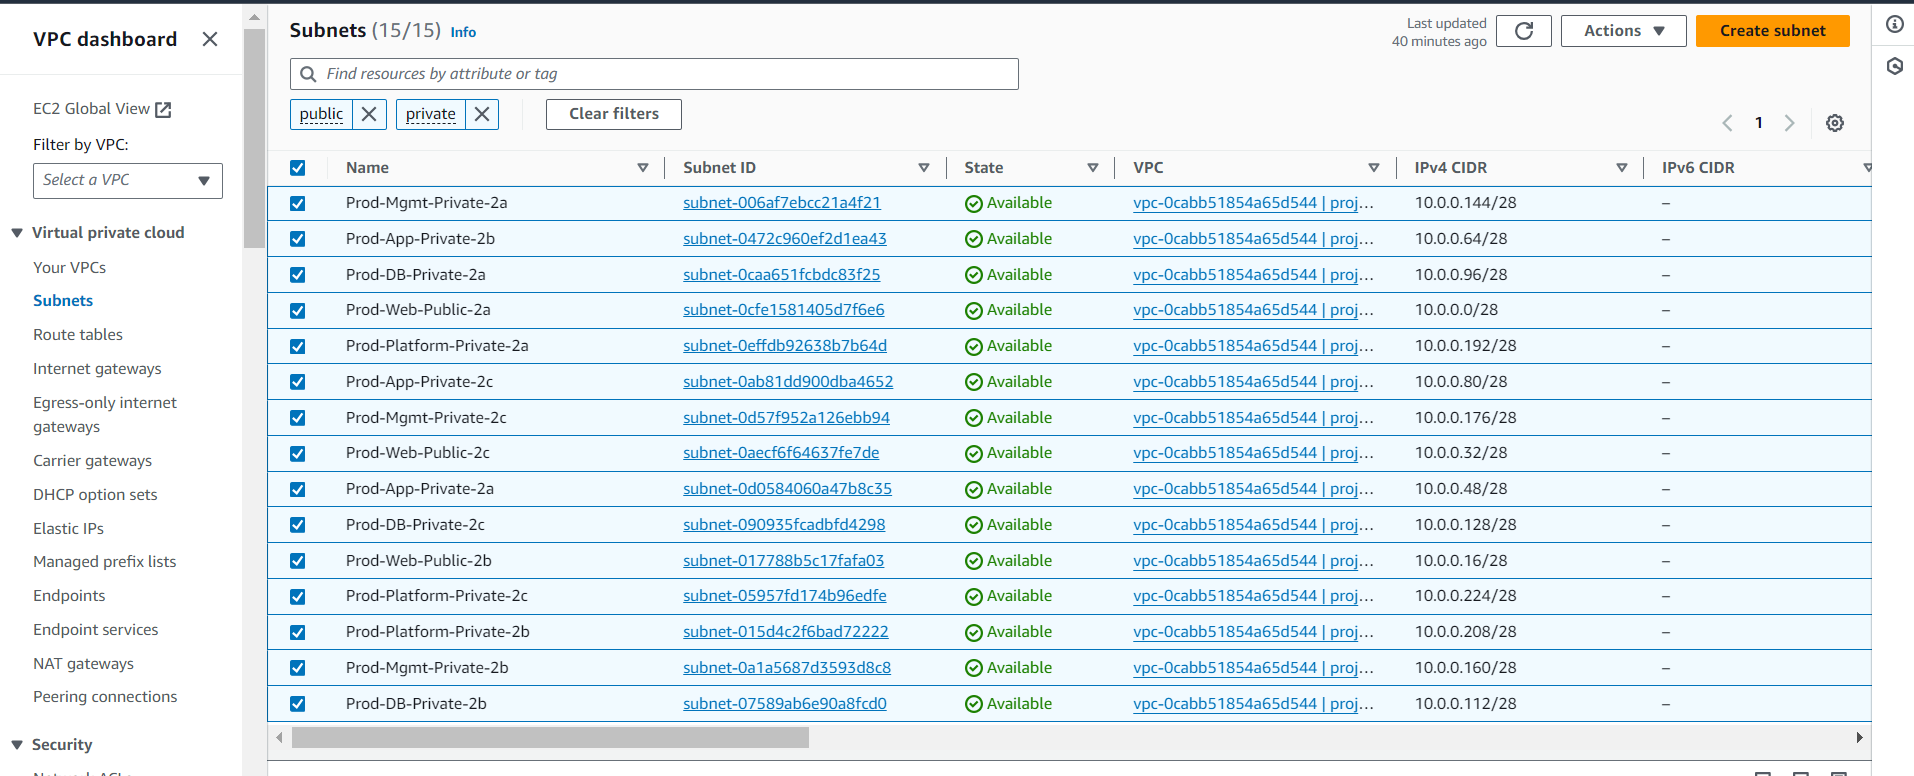 VPC dashboard
EC2 Global View
Filter by VPC:
Select a VPC
Virtual private cloud
Your VPCs
Subnets
Route tables
Internet gateways
Egress-only internet
gateways
Carrier gateways
DHCP option sets
Elastic IPs
Managed prefix lists
Endpoints
Endpoint services
NAT gateways
Peering connections
Security
Subnets (15/15) Info
Last updated
40 minutes ago
Actions
Create subnet
Find resources by attribute or tag
public private Clear filters
1
Name Subnet ID State VPC IPv4 CIDR IPv6 CIDR
Prod-Mgmt-Private-2a subnet-006af7ebcc21a4f21 Available vpc-0cabb51854a65d544 | proj… 10.0.0.144/28 –
Prod-App-Private-2b subnet-0472c960ef2d1ea43 Available vpc-0cabb51854a65d544 | proj… 10.0.0.64/28 –
Prod-DB-Private-2a subnet-0caa651fcbdc83f25 Available vpc-0cabb51854a65d544 | proj… 10.0.0.96/28 –
Prod-Web-Public-2a subnet-0cfe1581405d7f6e6 Available vpc-0cabb51854a65d544 | proj… 10.0.0.0/28 –
Prod-Platform-Private-2a subnet-0effdb92638b7b64d Available vpc-0cabb51854a65d544 | proj… 10.0.0.192/28 –
Prod-App-Private-2c subnet-0ab81dd900dba4652 Available vpc-0cabb51854a65d544 | proj… 10.0.0.80/28 –
Prod-Mgmt-Private-2c subnet-0d57f952a126ebb94 Available vpc-0cabb51854a65d544 | proj… 10.0.0.176/28 –
Prod-Web-Public-2c subnet-0aecf6f64637fe7de Available vpc-0cabb51854a65d544 | proj… 10.0.0.32/28 –
Prod-App-Private-2a subnet-0d0584060a47b8c35 Available vpc-0cabb51854a65d544 | proj… 10.0.0.48/28 –
Prod-DB-Private-2c subnet-090935fcadbfd4298 Available vpc-0cabb51854a65d544 | proj… 10.0.0.128/28 –
Prod-Web-Public-2b subnet-017788b5c17fafa03 Available vpc-0cabb51854a65d544 | proj… 10.0.0.16/28 –
Prod-Platform-Private-2c subnet-05957fd174b96edfe Available vpc-0cabb51854a65d544 | proj… 10.0.0.224/28 –
Prod-Platform-Private-2b subnet-015d4c2f6bad72222 Available vpc-0cabb51854a65d544 | proj… 10.0.0.208/28 –
Prod-Mgmt-Private-2b subnet-0a1a5687d3593d8c8 Available vpc-0cabb51854a65d544 | proj… 10.0.0.160/28 –
Prod-DB-Private-2b subnet-07589ab6e90a8fcd0 Available vpc-0cabb51854a65d544 | proj… 10.0.0.112/28 –